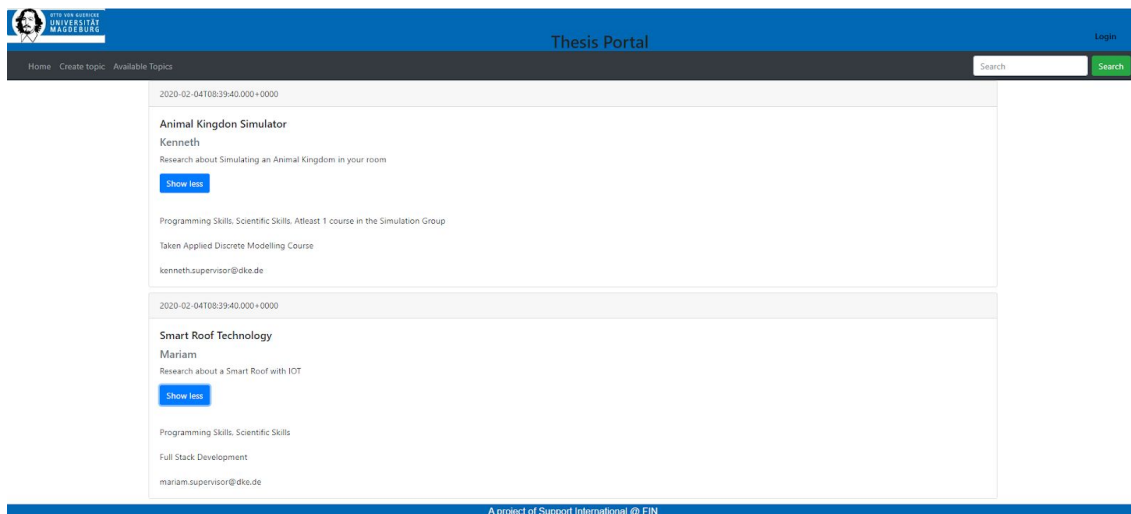 OTTO VON GUERICKE
UNIVERSITÄT
MAGDEBURG
Thesis Portal
Login
Home Create topic Available Topics
Search
Search
2020-02-04T08:39:40.000+0000
Animal Kingdon Simulator
Kenneth
Research about Simulating an Animal Kingdom in your room
Show less
Programming Skills, Scientific Skills, Atleast 1 course in the Simulation Group
Taken Applied Discrete Modelling Course
kenneth.supervisor@dke.de
2020-02-04T08:39:40.000+0000
Smart Roof Technology
Mariam
Research about a Smart Roof with IOT
Show less
Programming Skills, Scientific Skills
Full Stack Development
mariam.supervisor@dke.de
A project of Support International @ FIN